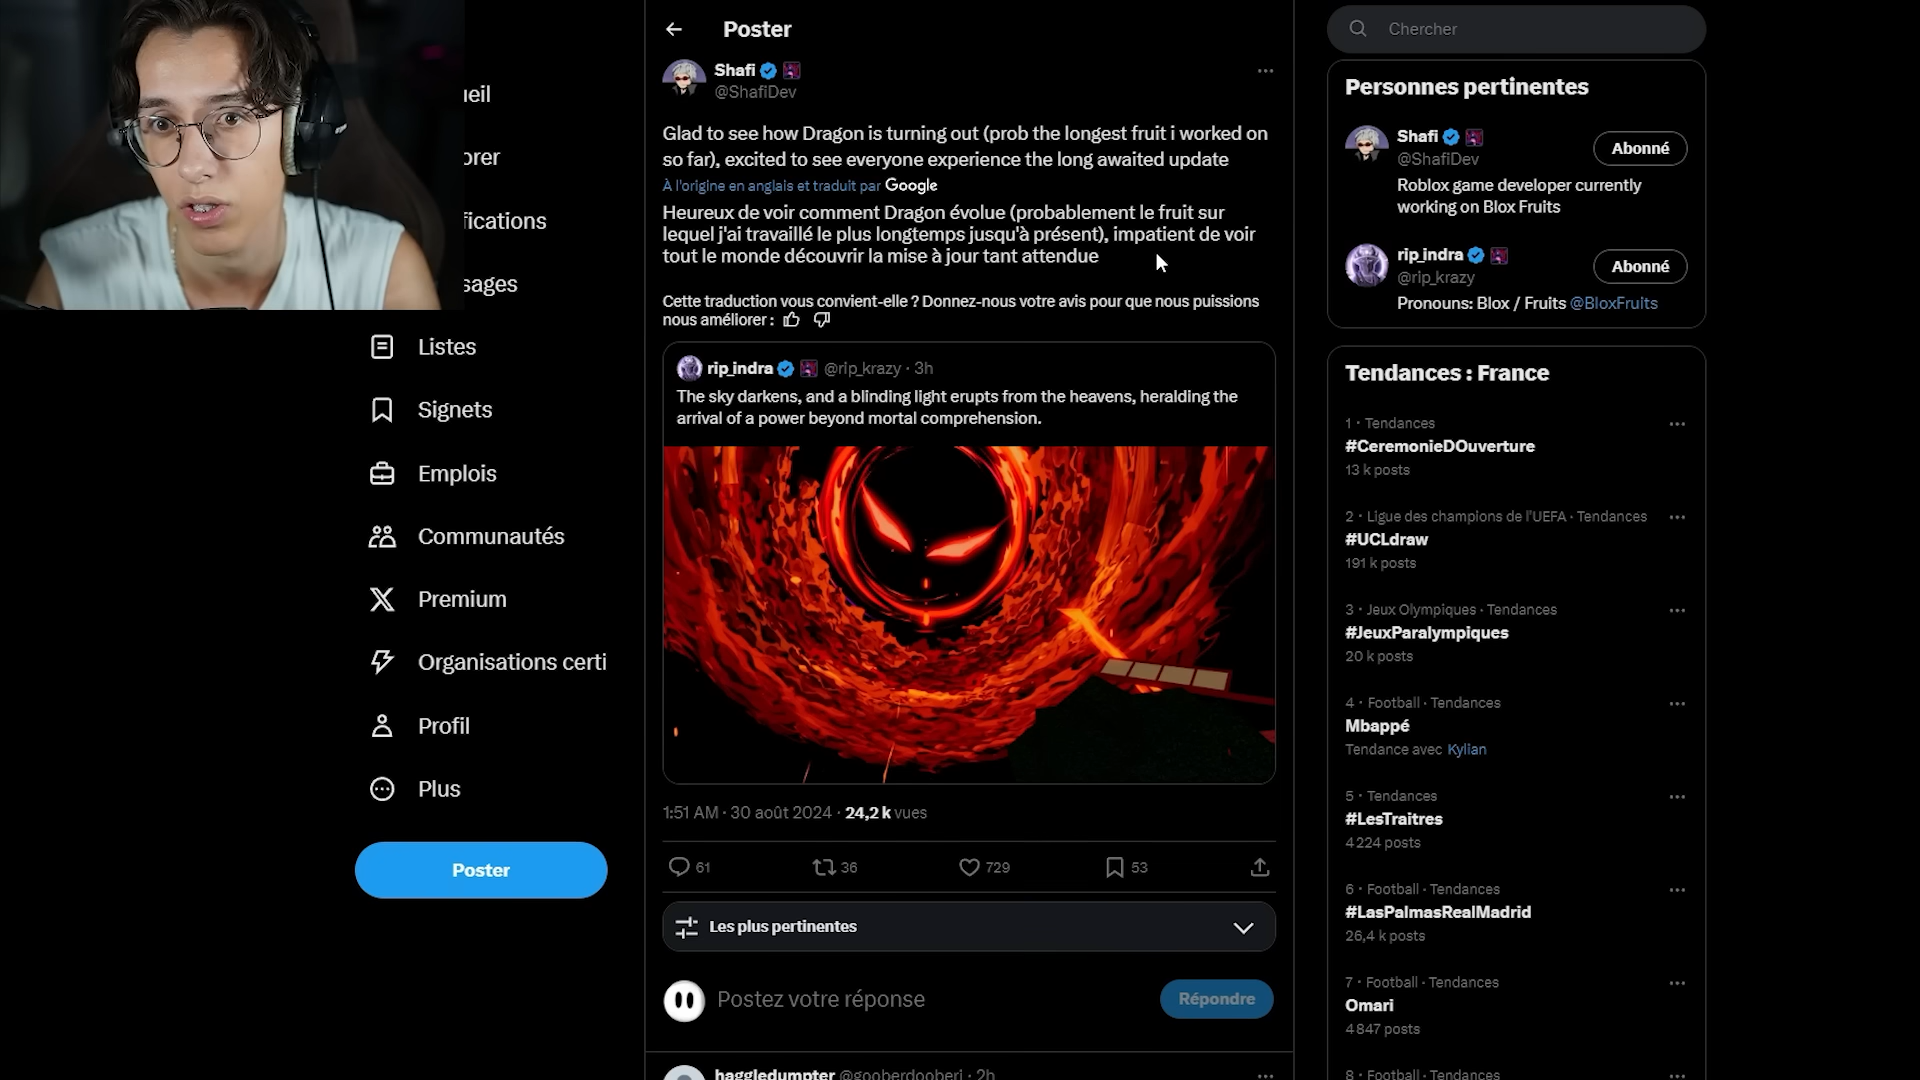 Poster
Shafi
@ShafiDev
Glad to see how Dragon is turning out (prob the longest fruit i worked on
so far), excited to see everyone experience the long awaited update
À l'origine en anglais et traduit par Google
Heureux de voir comment Dragon évolue (probablement le fruit sur
lequel j'ai travaillé le plus longtemps jusqu'à présent), impatient de voir
tout le monde découvrir la mise à jour tant attendue
Cette traduction vous convient-elle ? Donnez-nous votre avis pour que nous puissions
nous améliorer :
rip_indra @rip_krazy · 3h
The sky darkens, and a blinding light erupts from the heavens, heralding the
arrival of a power beyond mortal comprehension.
1:51 AM · 30 août 2024 · 24,2 k vues
61 36 729 53
Les plus pertinentes
Postez votre réponse
Répondre
haggledumpter @gooberdooberj · 2h
ueil
orer
fications
sages
Listes
Signets
Emplois
Communautés
Premium
Organisations certi
Profil
Plus
Poster
Chercher
Personnes pertinentes
Shafi
@ShafiDev
Abonné
Roblox game developer currently
working on Blox Fruits
rip_indra
@rip_krazy
Abonné
Pronouns: Blox / Fruits @BloxFruits
Tendances : France
1 · Tendances
#CeremonieDOuverture
13 k posts
2 · Ligue des champions de l'UEFA · Tendances
#UCLdraw
191 k posts
3 · Jeux Olympiques · Tendances
#JeuxParalympiques
20 k posts
4 · Football · Tendances
Mbappé
Tendance avec Kylian
5 · Tendances
#LesTraitres
4 224 posts
6 · Football · Tendances
#LasPalmasRealMadrid
26,4 k posts
7 · Football · Tendances
Omari
4 847 posts
8 · Football · Tendances